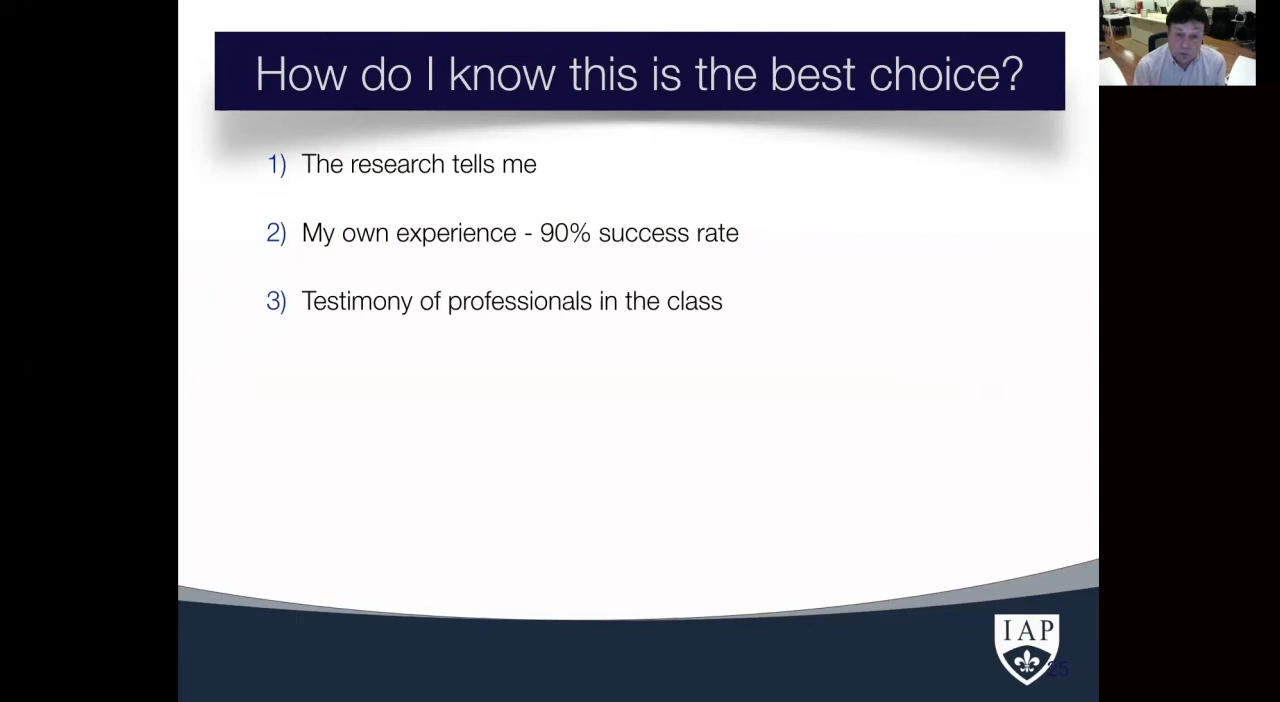 How do I know this is the best choice?
1) The research tells me
2) My own experience - 90% success rate
3) Testimony of professionals in the class
IAP
25